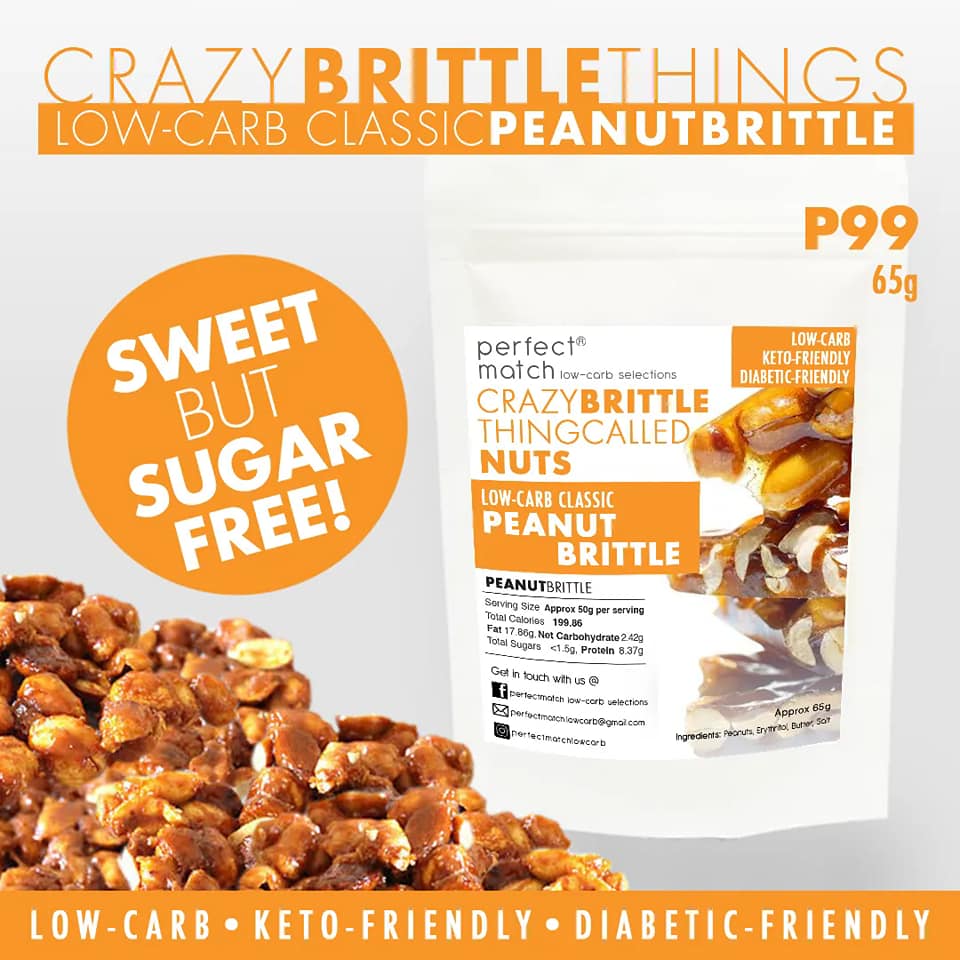 CRAZYBRITTLETHINGS
LOW-CARB CLASSICPEANUTBRITTLE
P99
65g
SWEET
BUT
SUGAR
FREE!
perfect®
match low-carb selections
LOW-CARB
KETO-FRIENDLY
DIABETIC-FRIENDLY
CRAZYBRITTLE
THINGCALLED
NUTS
LOW-CARB CLASSIC
PEANUT
BRITTLE
PEANUTBRITTLE
Serving Size Approx 50g per serving
Total Calories 199.86
Fat 17.86g, Net Carbohydrate 2.42g
Total Sugars <1.5g, Protein 8.37g
Get in touch with us @
perfectmatch low-carb selections
perfectmatchlowcarb@gmail.com
perfectmatchlowcarb
Approx 65g
Ingredients: Peanuts, Erythritol, Butter, Salt
LOW-CARB • KETO-FRIENDLY • DIABETIC-FRIENDLY